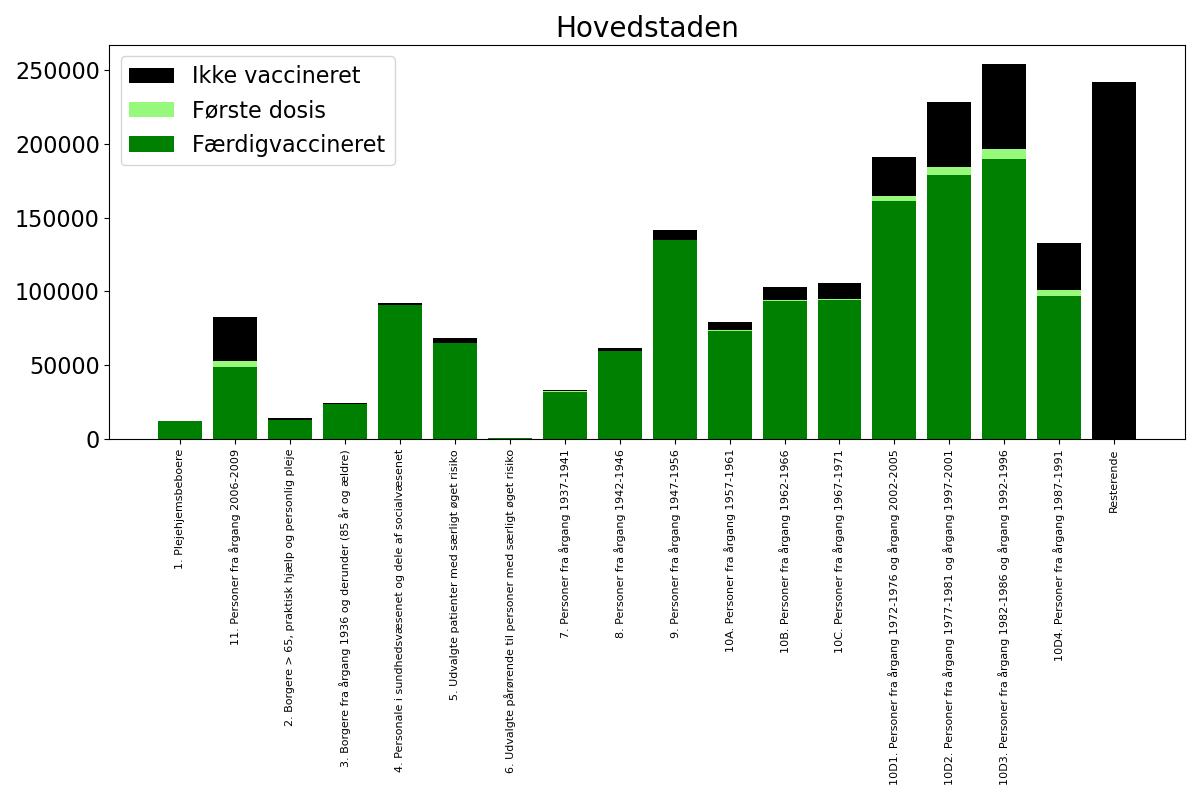 Hovedstaden
Ikke vaccineret
Første dosis
Færdigvaccineret
250000
200000
150000
100000
50000
0
1. Plejehjemsbeboere
11. Personer fra årgang 2006-2009
2. Borgere > 65, praktisk hjælp og personlig pleje
3. Borgere fra årgang 1936 og derunder (85 år og ældre)
4. Personale i sundhedsvæsenet og dele af socialvæsenet
5. Udvalgte patienter med særligt øget risiko
6. Udvalgte pårørende til personer med særligt øget risiko
7. Personer fra årgang 1937-1941
8. Personer fra årgang 1942-1946
9. Personer fra årgang 1947-1956
10A. Personer fra årgang 1957-1961
10B. Personer fra årgang 1962-1966
10C. Personer fra årgang 1967-1971
10D1. Personer fra årgang 1972-1976 og årgang 2002-2005
10D2. Personer fra årgang 1977-1981 og årgang 1997-2001
10D3. Personer fra årgang 1982-1986 og årgang 1992-1996
10D4. Personer fra årgang 1987-1991
Resterende